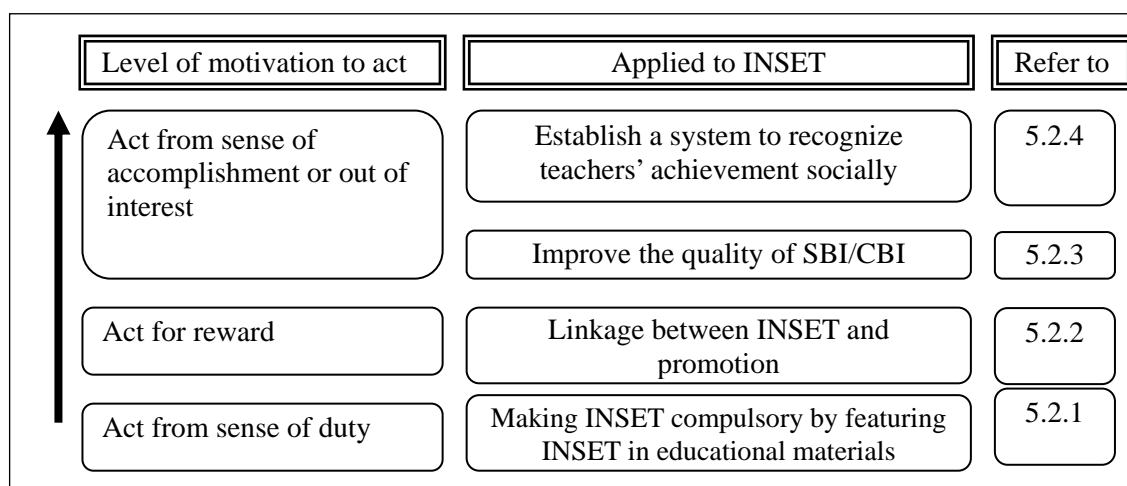 Level of motivation to act
Applied to INSET
Refer to
Act from sense of
accomplishment or out of
interest
Establish a system to recognize
teachers’ achievement socially
5.2.4
Improve the quality of SBI/CBI
5.2.3
Act for reward
Linkage between INSET and
promotion
5.2.2
Act from sense of duty
Making INSET compulsory by featuring
INSET in educational materials
5.2.1